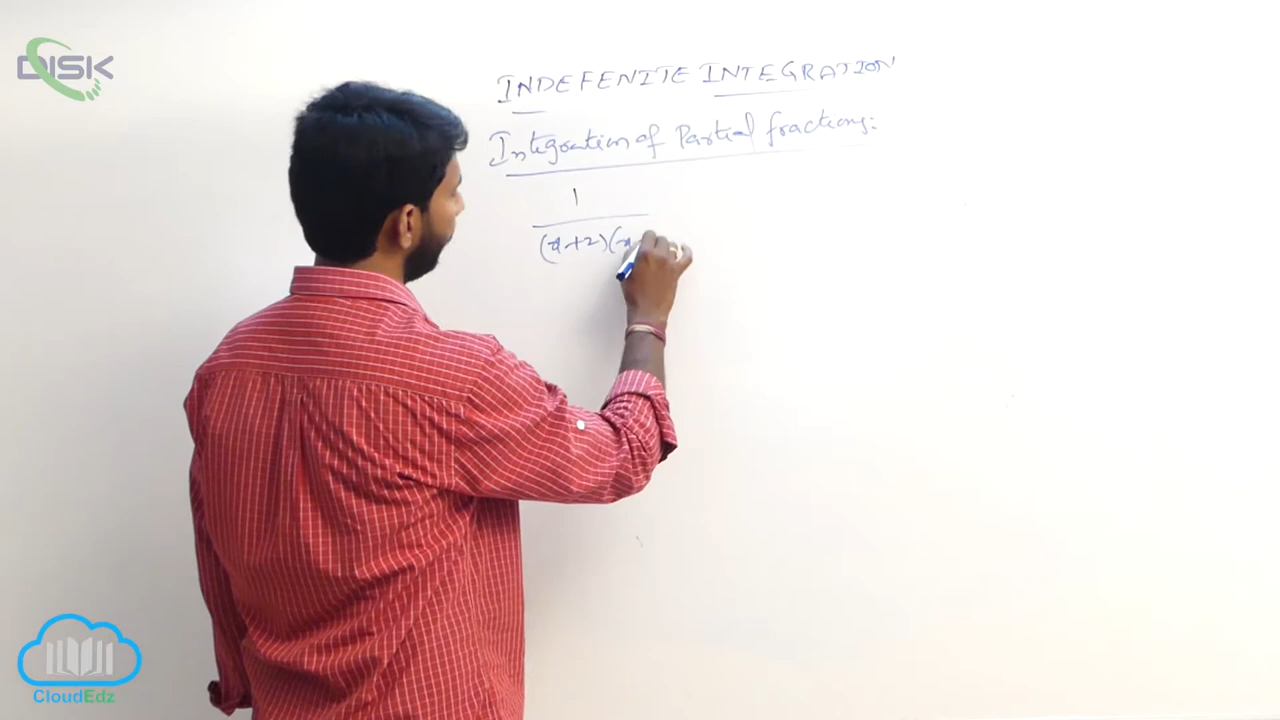 DISK
INDEFENITE INTEGRATION
Integration of Partial fractions:
1
(x+2)(x
CloudEdz